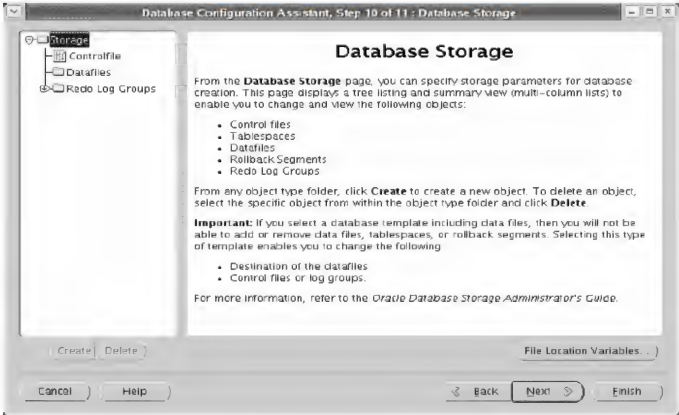 Database Configuration Assistant, Step 10 of 11 : Database Storage
Storage
Controlfile
Datafiles
Redo Log Groups
Database Storage
From the Database Storage page, you can specify storage parameters for database
creation. This page displays a tree listing and summary view (multi-column lists) to
enable you to change and view the following objects:
• Control files
• Tablespaces
• Datafiles
• Rollback Segments
• Redo Log Groups
From any object type folder, click Create to create a new object. To delete an object,
select the specific object from within the object type folder and click Delete.
Important: If you select a database template including data files, then you will not be
able to add or remove data files, tablespaces, or rollback segments. Selecting this type
of template enables you to change the following
• Destination of the datafiles
• Control files or log groups.
For more information, refer to the Oracle Database Storage Administrator's Guide.
Create Delete
File Location Variables...
Cancel Help Back Next Finish